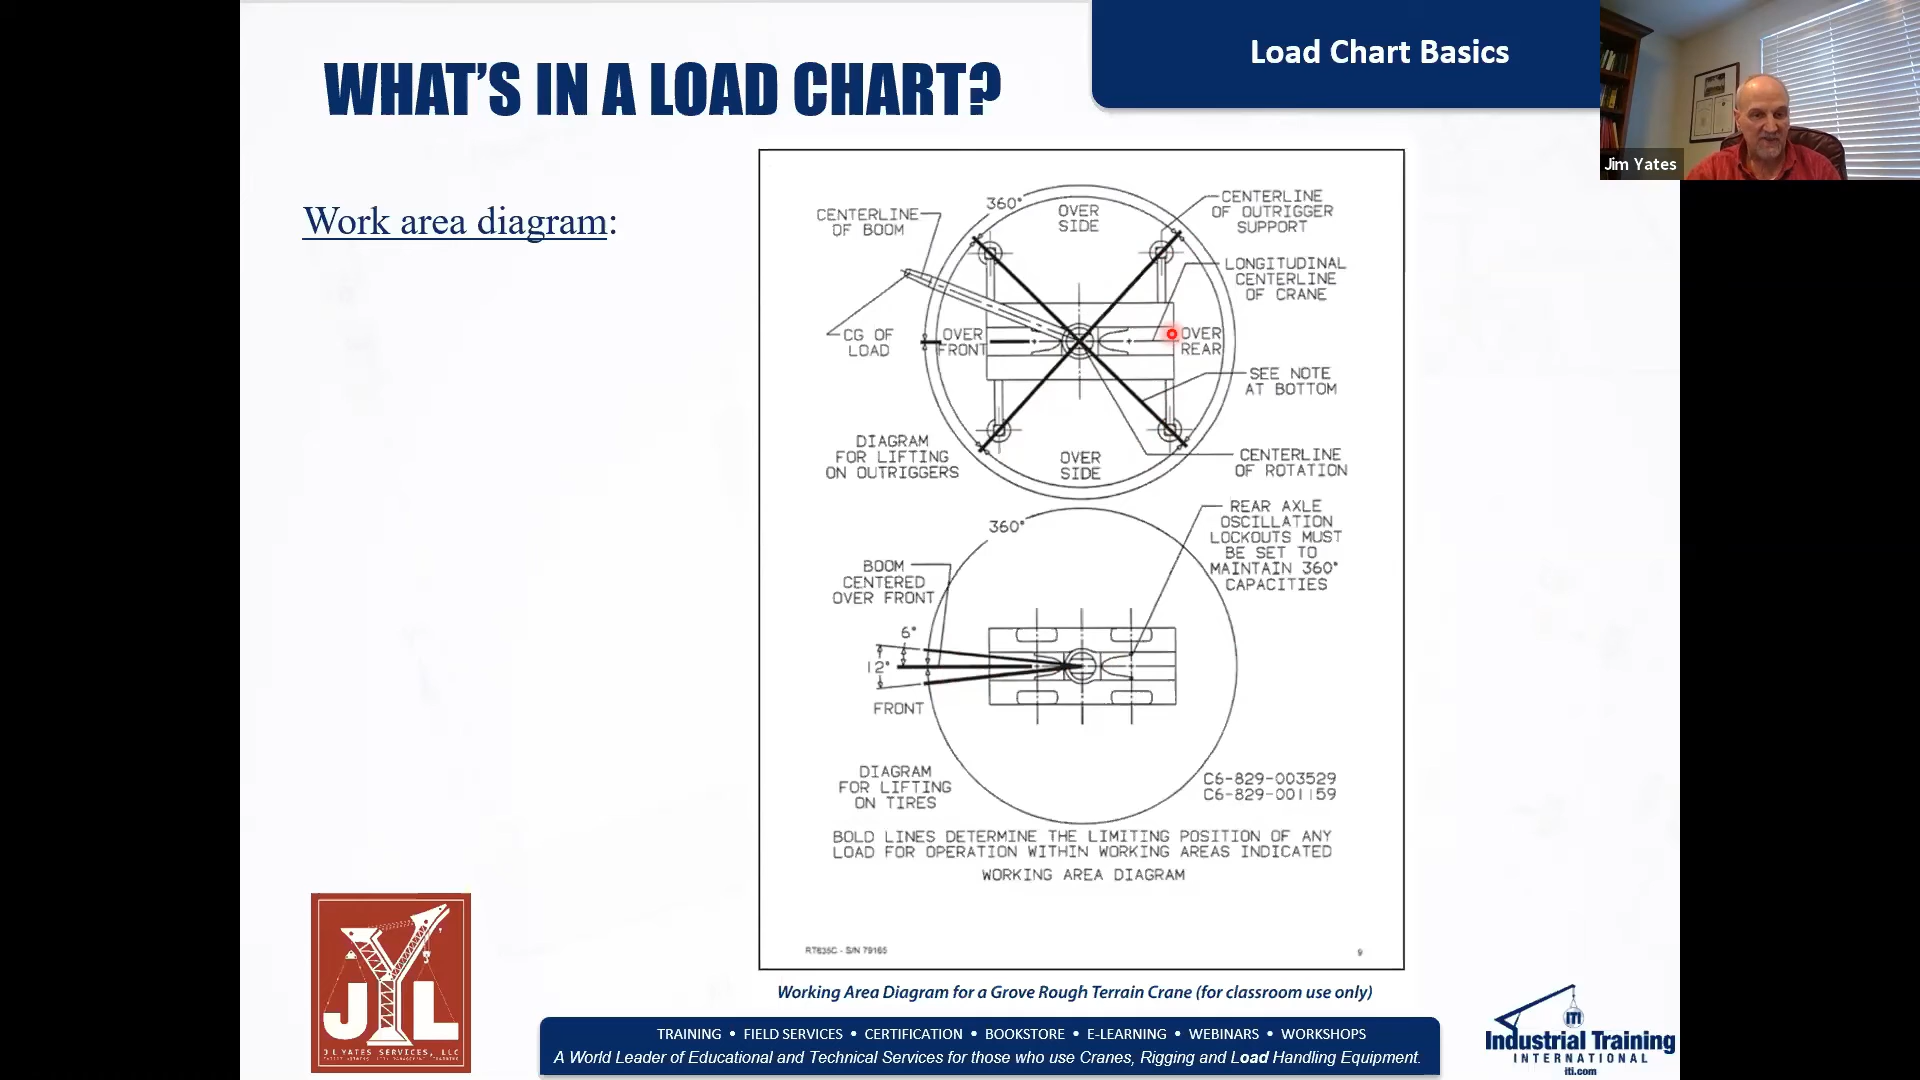 WHAT'S IN A LOAD CHART?
Load Chart Basics
Jim Yates
Work area diagram:
360°
OVER
SIDE
CENTERLINE
OF BOOM
CENTERLINE
OF OUTRIGGER
SUPPORT
LONGITUDINAL
CENTERLINE
OF CRANE
CG OF
LOAD
OVER
FRONT
OVER
REAR
SEE NOTE
AT BOTTOM
DIAGRAM
FOR LIFTING
ON OUTRIGGERS
OVER
SIDE
CENTERLINE
OF ROTATION
360°
REAR AXLE
OSCILLATION
LOCKOUTS MUST
BE SET TO
MAINTAIN 360°
CAPACITIES
BOOM
CENTERED
OVER FRONT
6°
12°
FRONT
DIAGRAM
FOR LIFTING
ON TIRES
C6-829-003529
C6-829-001159
BOLD LINES DETERMINE THE LIMITING POSITION OF ANY
LOAD FOR OPERATION WITHIN WORKING AREAS INDICATED
WORKING AREA DIAGRAM
RT635C - S/N 79165
9
Working Area Diagram for a Grove Rough Terrain Crane (for classroom use only)
JYL
J L YATES SERVICES, LLC
TRAINING • FIELD SERVICES • CERTIFICATION • BOOKSTORE • E-LEARNING • WEBINARS • WORKSHOPS
A World Leader of Educational and Technical Services for those who use Cranes, Rigging and Load Handling Equipment.
ITI
Industrial Training
INTERNATIONAL
iti.com